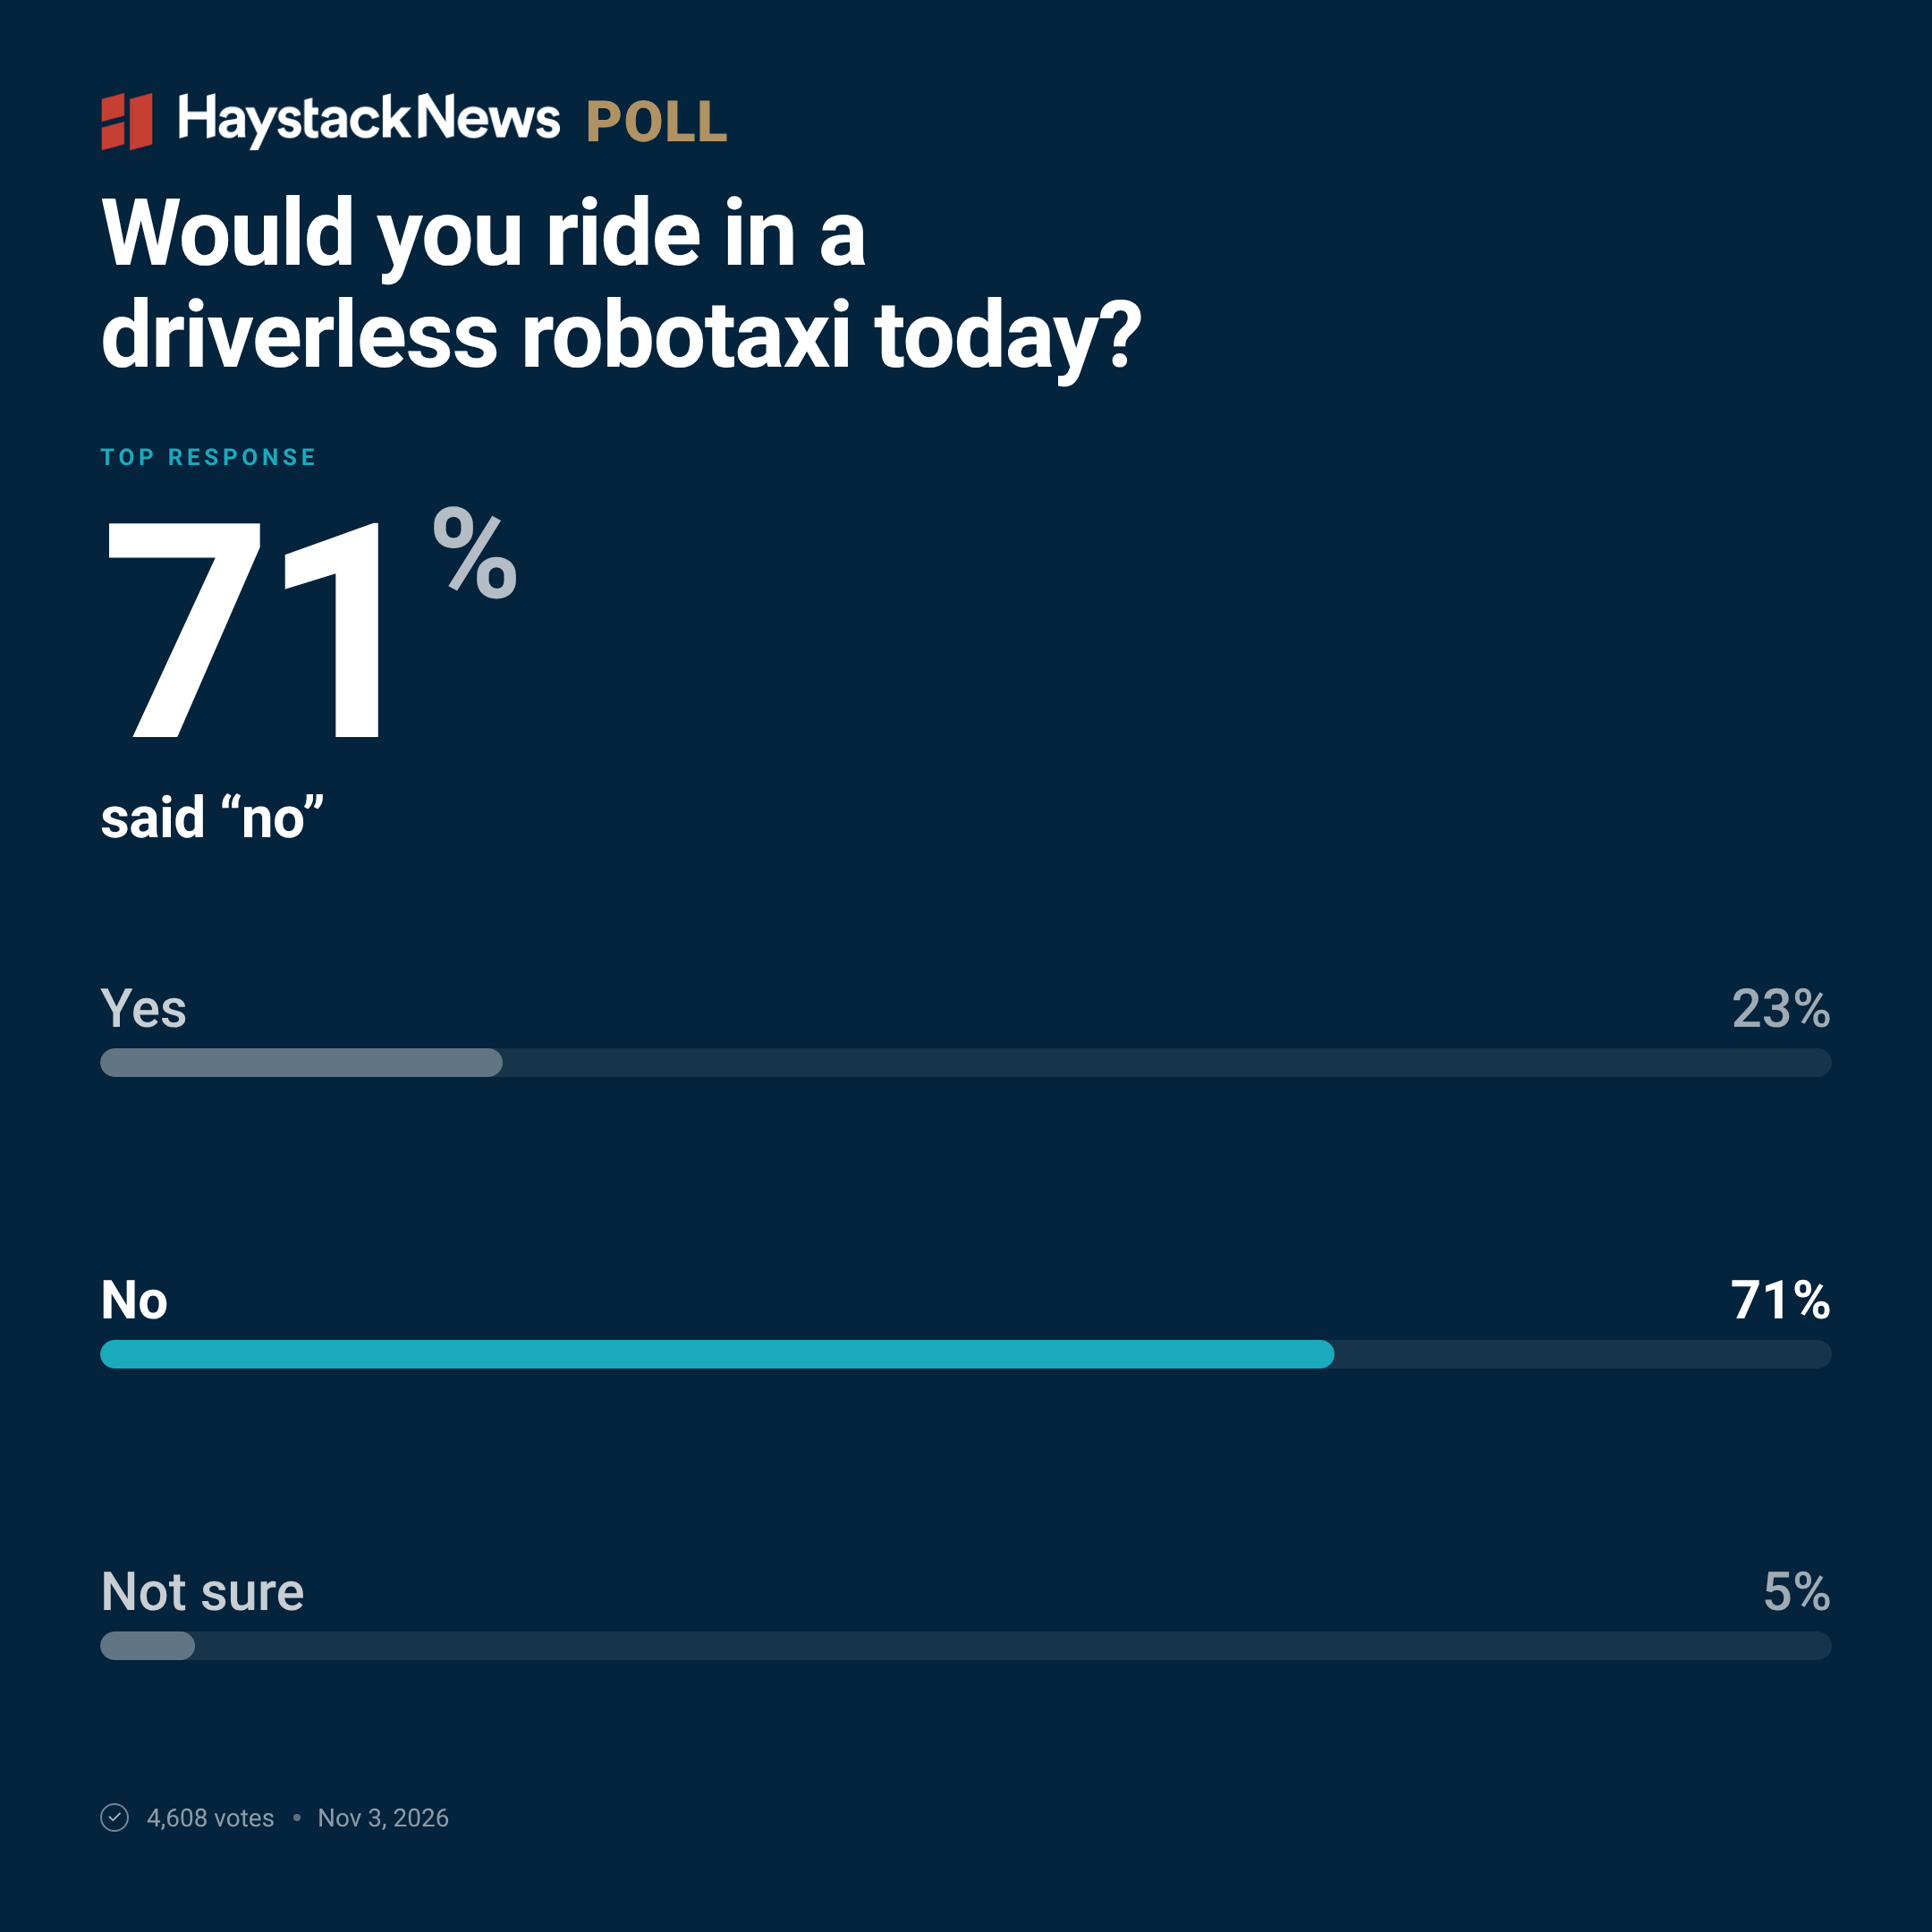 HaystackNews POLL
Would you ride in a
driverless robotaxi today?
TOP RESPONSE
71%
said “no”
Yes 23%
No 71%
Not sure 5%
4,608 votes • Nov 3, 2026